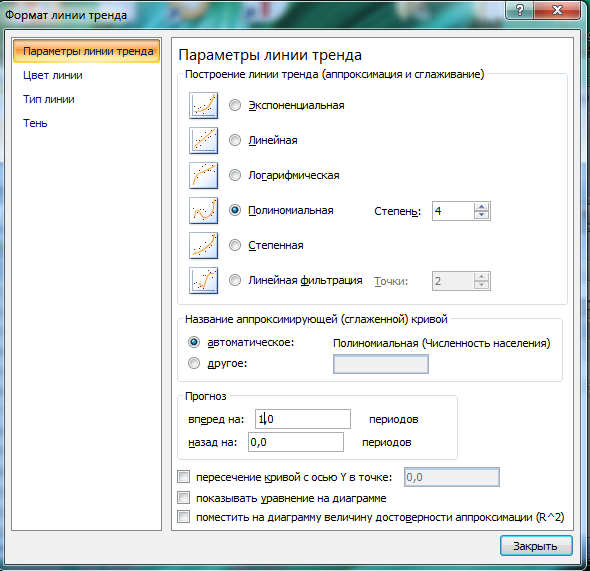 Формат линии тренда
Параметры линии тренда
Цвет линии
Тип линии
Тень
Параметры линии тренда
Построение линии тренда (аппроксимация и сглаживание)
Экспоненциальная
Линейная
Логарифмическая
Полиномиальная Степень: 4
Степенная
Линейная фильтрация Точки: 2
Название аппроксимирующей (сглаженной) кривой
автоматическое: Полиномиальная (Численность населения)
другое:
Прогноз
вперед на: 1,0 периодов
назад на: 0,0 периодов
пересечение кривой с осью Y в точке: 0,0
показывать уравнение на диаграмме
поместить на диаграмму величину достоверности аппроксимации (R^2)
Закрыть